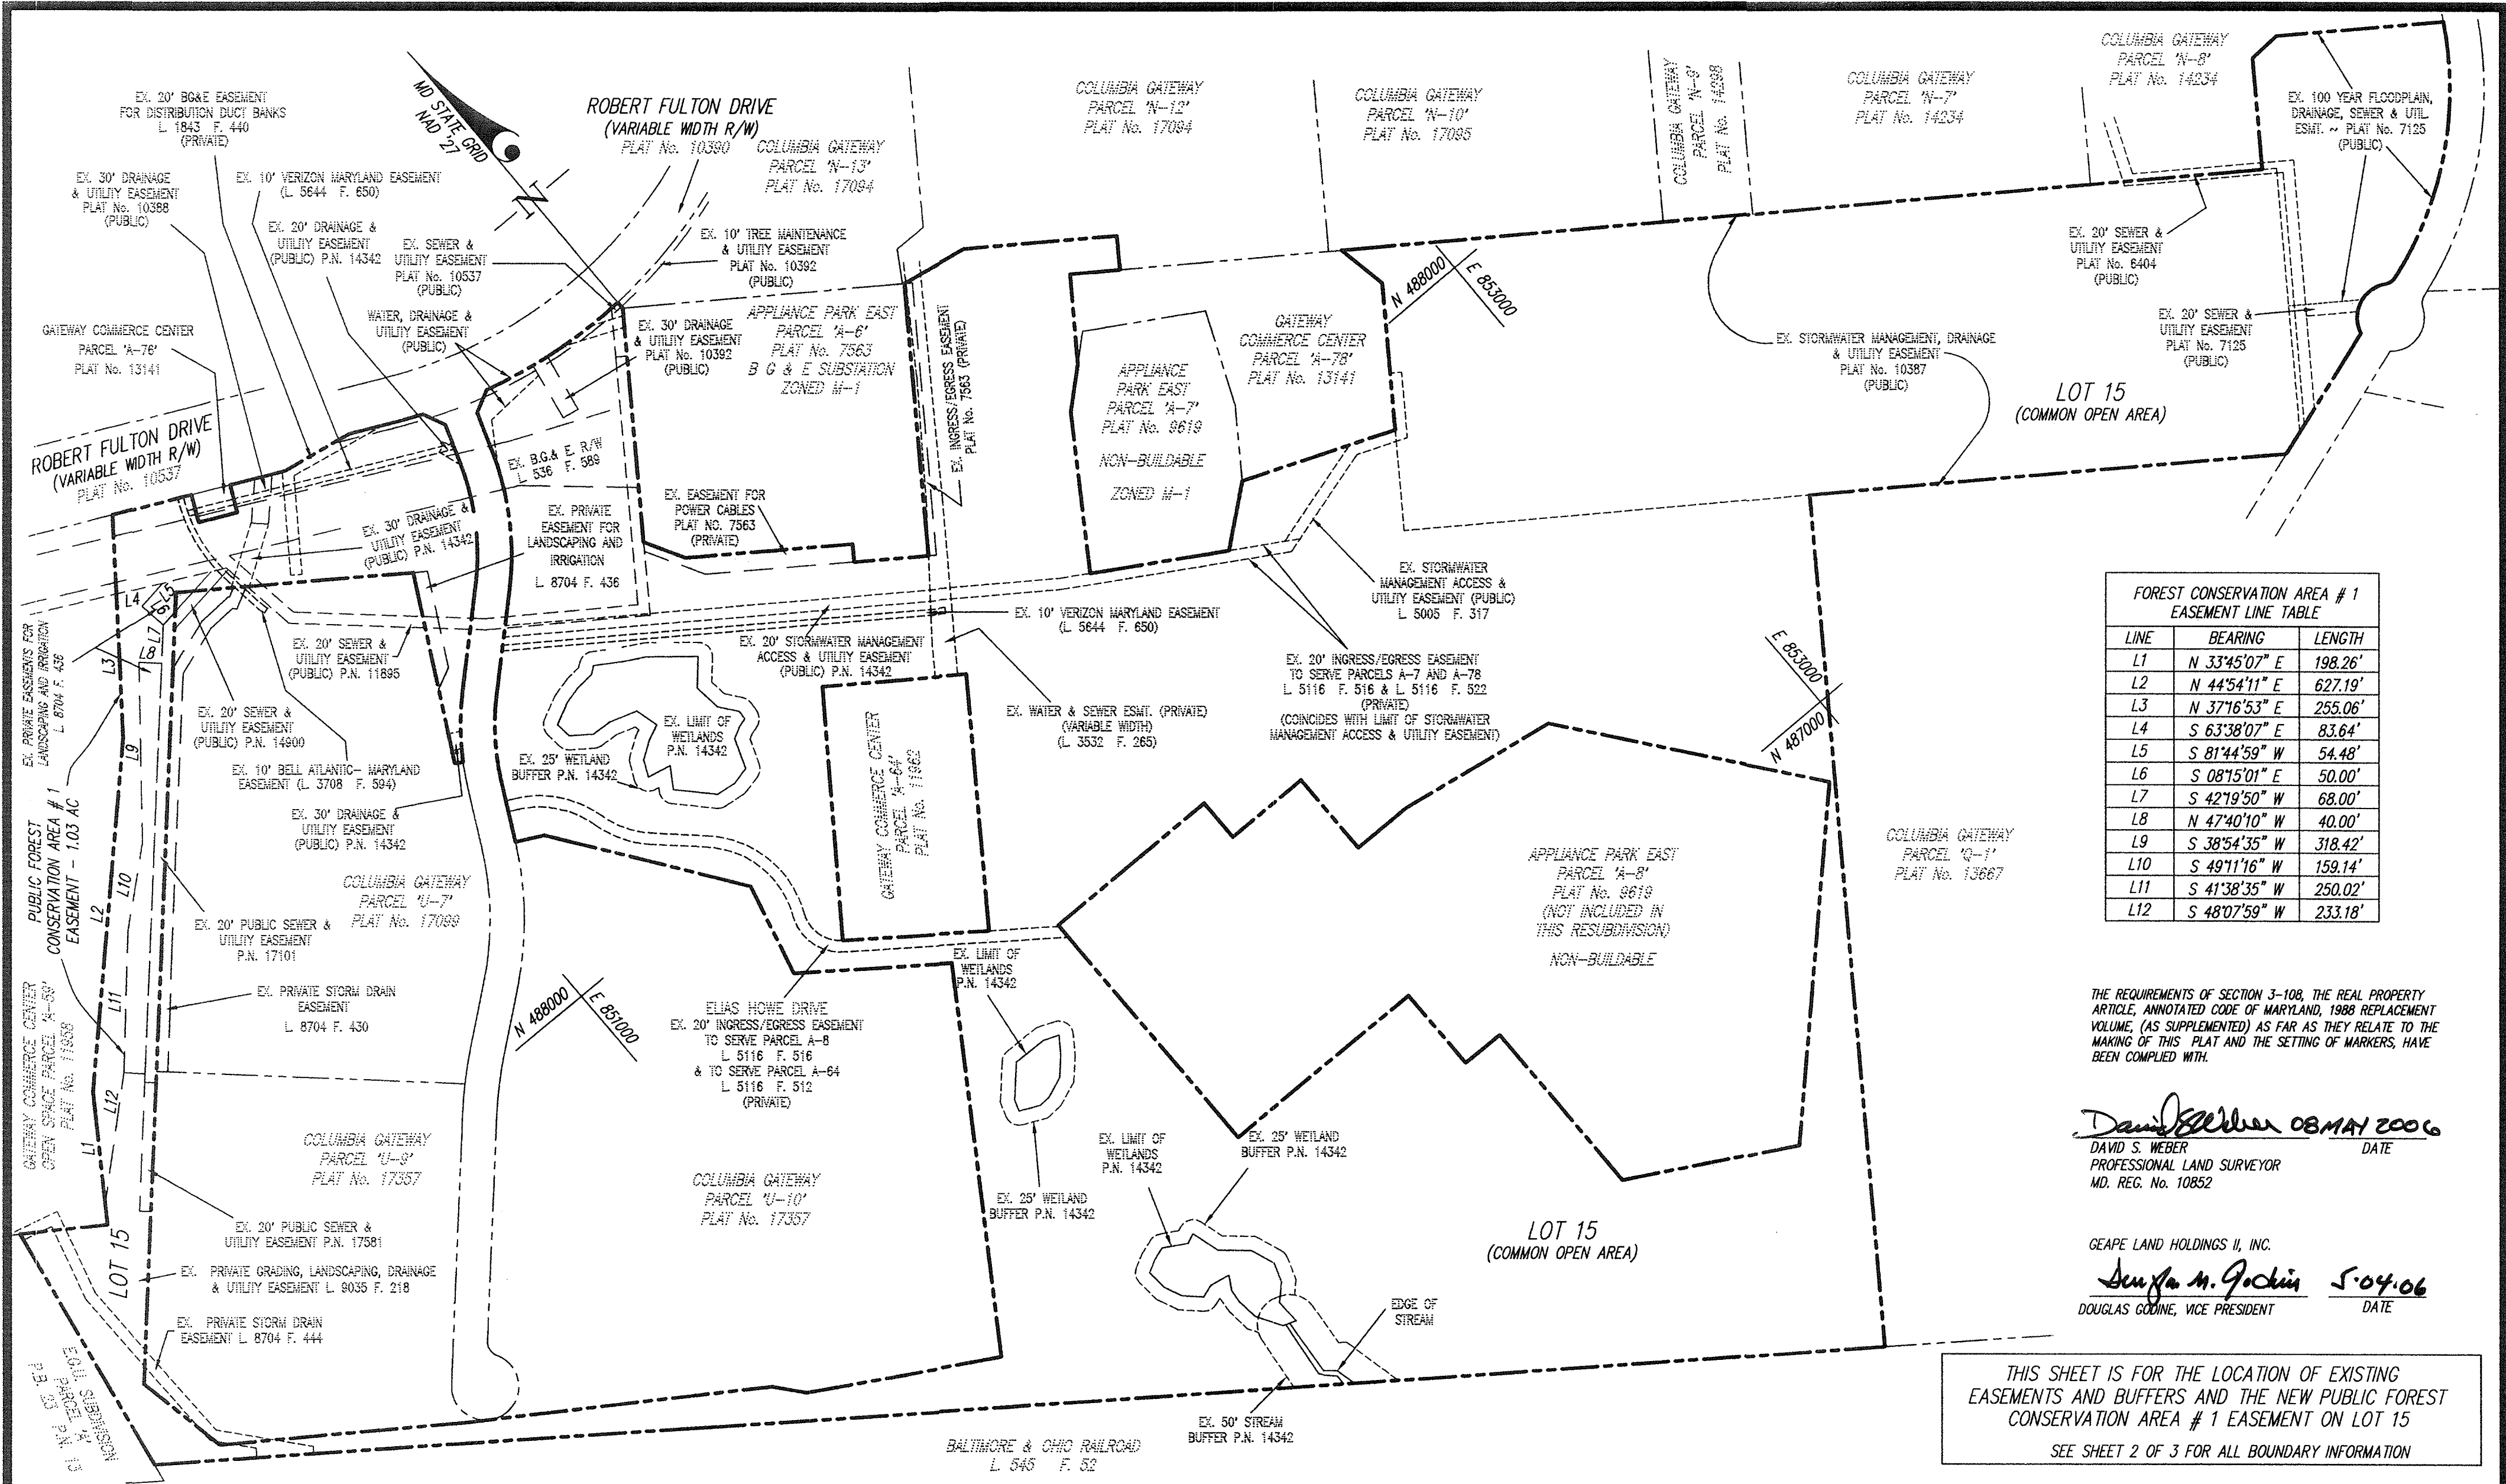 EX. 20' BG&E EASEMENT
FOR DISTRIBUTION DUCT BANKS
L. 1843 F. 440
(PRIVATE)
MD STATE GRID
NAD 27
N
ROBERT FULTON DRIVE
(VARIABLE WIDTH R/W)
PLAT No. 10390
COLUMBIA GATEWAY
PARCEL 'N-13'
PLAT No. 17094
COLUMBIA GATEWAY
PARCEL 'N-12'
PLAT No. 17094
COLUMBIA GATEWAY
PARCEL 'N-10'
PLAT No. 17095
COLUMBIA GATEWAY
PARCEL 'N-9'
PLAT No. 14298
COLUMBIA GATEWAY
PARCEL 'N-7'
PLAT No. 14234
COLUMBIA GATEWAY
PARCEL 'N-8'
PLAT No. 14234
EX. 100 YEAR FLOODPLAIN,
DRAINAGE, SEWER & UTIL.
ESMT. ~ PLAT No. 7125
(PUBLIC)
EX. 30' DRAINAGE
& UTILITY EASEMENT
PLAT No. 10388
(PUBLIC)
EX. 10' VERIZON MARYLAND EASEMENT
(L. 5644 F. 650)
EX. 20' DRAINAGE &
UTILITY EASEMENT
(PUBLIC) P.N. 14342
EX. SEWER &
UTILITY EASEMENT
PLAT No. 10537
(PUBLIC)
EX. 10' TREE MAINTENANCE
& UTILITY EASEMENT
PLAT No. 10392
(PUBLIC)
WATER, DRAINAGE &
UTILITY EASEMENT
(PUBLIC)
EX. 30' DRAINAGE
& UTILITY EASEMENT
PLAT No. 10392
(PUBLIC)
APPLIANCE PARK EAST
PARCEL 'A-6'
PLAT No. 7563
B G & E SUBSTATION
ZONED M-1
EX. INGRESS/EGRESS EASEMENT
PLAT No. 7563 (PRIVATE)
GATEWAY COMMERCE CENTER
PARCEL 'A-76'
PLAT No. 13141
ROBERT FULTON DRIVE
(VARIABLE WIDTH R/W)
PLAT No. 10537
APPLIANCE
PARK EAST
PARCEL 'A-7'
PLAT No. 9619
NON-BUILDABLE
ZONED M-1
GATEWAY
COMMERCE CENTER
PARCEL 'A-78'
PLAT No. 13141
N 488000
E 853000
EX. STORMWATER MANAGEMENT, DRAINAGE
& UTILITY EASEMENT
PLAT No. 10387
(PUBLIC)
EX. 20' SEWER &
UTILITY EASEMENT
PLAT No. 6404
(PUBLIC)
EX. 20' SEWER &
UTILITY EASEMENT
PLAT No. 7125
(PUBLIC)
LOT 15
(COMMON OPEN AREA)
EX. B.G.& E. R/W
L. 536 F. 589
EX. 30' DRAINAGE &
UTILITY EASEMENT
(PUBLIC) P.N. 14342
EX. PRIVATE
EASEMENT FOR
LANDSCAPING AND
IRRIGATION
L. 8704 F. 436
EX. EASEMENT FOR
POWER CABLES
PLAT NO. 7563
(PRIVATE)
EX. STORMWATER
MANAGEMENT ACCESS &
UTILITY EASEMENT (PUBLIC)
L. 5005 F. 317
EX. 10' VERIZON MARYLAND EASEMENT
(L. 5644 F. 650)
EX. 20' STORMWATER MANAGEMENT
ACCESS & UTILITY EASEMENT
(PUBLIC) P.N. 14342
EX. 20' INGRESS/EGRESS EASEMENT
TO SERVE PARCELS A-7 AND A-78
L. 5116 F. 516 & L. 5116 F. 522
(PRIVATE)
(COINCIDES WITH LIMIT OF STORMWATER
MANAGEMENT ACCESS & UTILITY EASEMENT)
EX. WATER & SEWER ESMT. (PRIVATE)
(VARIABLE WIDTH)
(L. 3532 F. 265)
E 853000
N 487000
L4
L5
L6
L7
L8
L3
L9
L10
L2
L11
L12
L1
EX. PRIVATE EASEMENTS FOR
LANDSCAPING AND IRRIGATION
L. 8704 F. 436
EX. 20' SEWER &
UTILITY EASEMENT
(PUBLIC) P.N. 11895
EX. 20' SEWER &
UTILITY EASEMENT
(PUBLIC) P.N. 14900
EX. 10' BELL ATLANTIC- MARYLAND
EASEMENT (L. 3708 F. 594)
EX. 30' DRAINAGE &
UTILITY EASEMENT
(PUBLIC) P.N. 14342
EX. 25' WETLAND
BUFFER P.N. 14342
EX. LIMIT OF
WETLANDS
P.N. 14342
GATEWAY COMMERCE CENTER
PARCEL 'A-64'
PLAT No. 11962
PUBLIC FOREST
CONSERVATION AREA # 1
EASEMENT - 1.03 AC
COLUMBIA GATEWAY
PARCEL 'U-7'
PLAT No. 17099
EX. 20' PUBLIC SEWER &
UTILITY EASEMENT
P.N. 17101
EX. PRIVATE STORM DRAIN
EASEMENT
L. 8704 F. 430
GATEWAY COMMERCE CENTER
OPEN SPACE PARCEL 'A-59'
PLAT No. 11958
N 488000
E 851000
ELIAS HOWE DRIVE
EX. 20' INGRESS/EGRESS EASEMENT
TO SERVE PARCEL A-8
L. 5116 F. 516
& TO SERVE PARCEL A-64
L. 5116 F. 512
(PRIVATE)
EX. LIMIT OF
WETLANDS
P.N. 14342
EX. 25' WETLAND
BUFFER P.N. 14342
APPLIANCE PARK EAST
PARCEL 'A-8'
PLAT No. 9619
(NOT INCLUDED IN
THIS RESUBDIVISION)
NON-BUILDABLE
COLUMBIA GATEWAY
PARCEL 'Q-1'
PLAT No. 13667
COLUMBIA GATEWAY
PARCEL 'U-9'
PLAT No. 17357
COLUMBIA GATEWAY
PARCEL 'U-10'
PLAT No. 17357
EX. LIMIT OF
WETLANDS
P.N. 14342
EX. 25' WETLAND
BUFFER P.N. 14342
LOT 15
(COMMON OPEN AREA)
EDGE OF
STREAM
EX. 50' STREAM
BUFFER P.N. 14342
EX. 20' PUBLIC SEWER &
UTILITY EASEMENT P.N. 17581
LOT 15
EX. PRIVATE GRADING, LANDSCAPING, DRAINAGE
& UTILITY EASEMENT L. 9035 F. 218
EX. PRIVATE STORM DRAIN
EASEMENT L. 8704 F. 444
E.G.U. SUBDIVISION
PARCEL 'A'
P.B. 23 P.N. 13
BALTIMORE & OHIO RAILROAD
L. 545 F. 52
FOREST CONSERVATION AREA # 1
EASEMENT LINE TABLE
LINE BEARING LENGTH
L1 N 33°45'07" E 198.26'
L2 N 44°54'11" E 627.19'
L3 N 37°16'53" E 255.06'
L4 S 63°38'07" E 83.64'
L5 S 81°44'59" W 54.48'
L6 S 08°15'01" E 50.00'
L7 S 42°19'50" W 68.00'
L8 N 47°40'10" W 40.00'
L9 S 38°54'35" W 318.42'
L10 S 49°11'16" W 159.14'
L11 S 41°38'35" W 250.02'
L12 S 48°07'59" W 233.18'
THE REQUIREMENTS OF SECTION 3-108, THE REAL PROPERTY
ARTICLE, ANNOTATED CODE OF MARYLAND, 1988 REPLACEMENT
VOLUME, (AS SUPPLEMENTED) AS FAR AS THEY RELATE TO THE
MAKING OF THIS PLAT AND THE SETTING OF MARKERS, HAVE
BEEN COMPLIED WITH.
David S Weber 08 MAY 2006
DAVID S. WEBER DATE
PROFESSIONAL LAND SURVEYOR
MD. REG. No. 10852
GEAPE LAND HOLDINGS II, INC.
Douglas M. Godine 5.04.06
DOUGLAS GODINE, VICE PRESIDENT DATE
THIS SHEET IS FOR THE LOCATION OF EXISTING
EASEMENTS AND BUFFERS AND THE NEW PUBLIC FOREST
CONSERVATION AREA # 1 EASEMENT ON LOT 15
SEE SHEET 2 OF 3 FOR ALL BOUNDARY INFORMATION